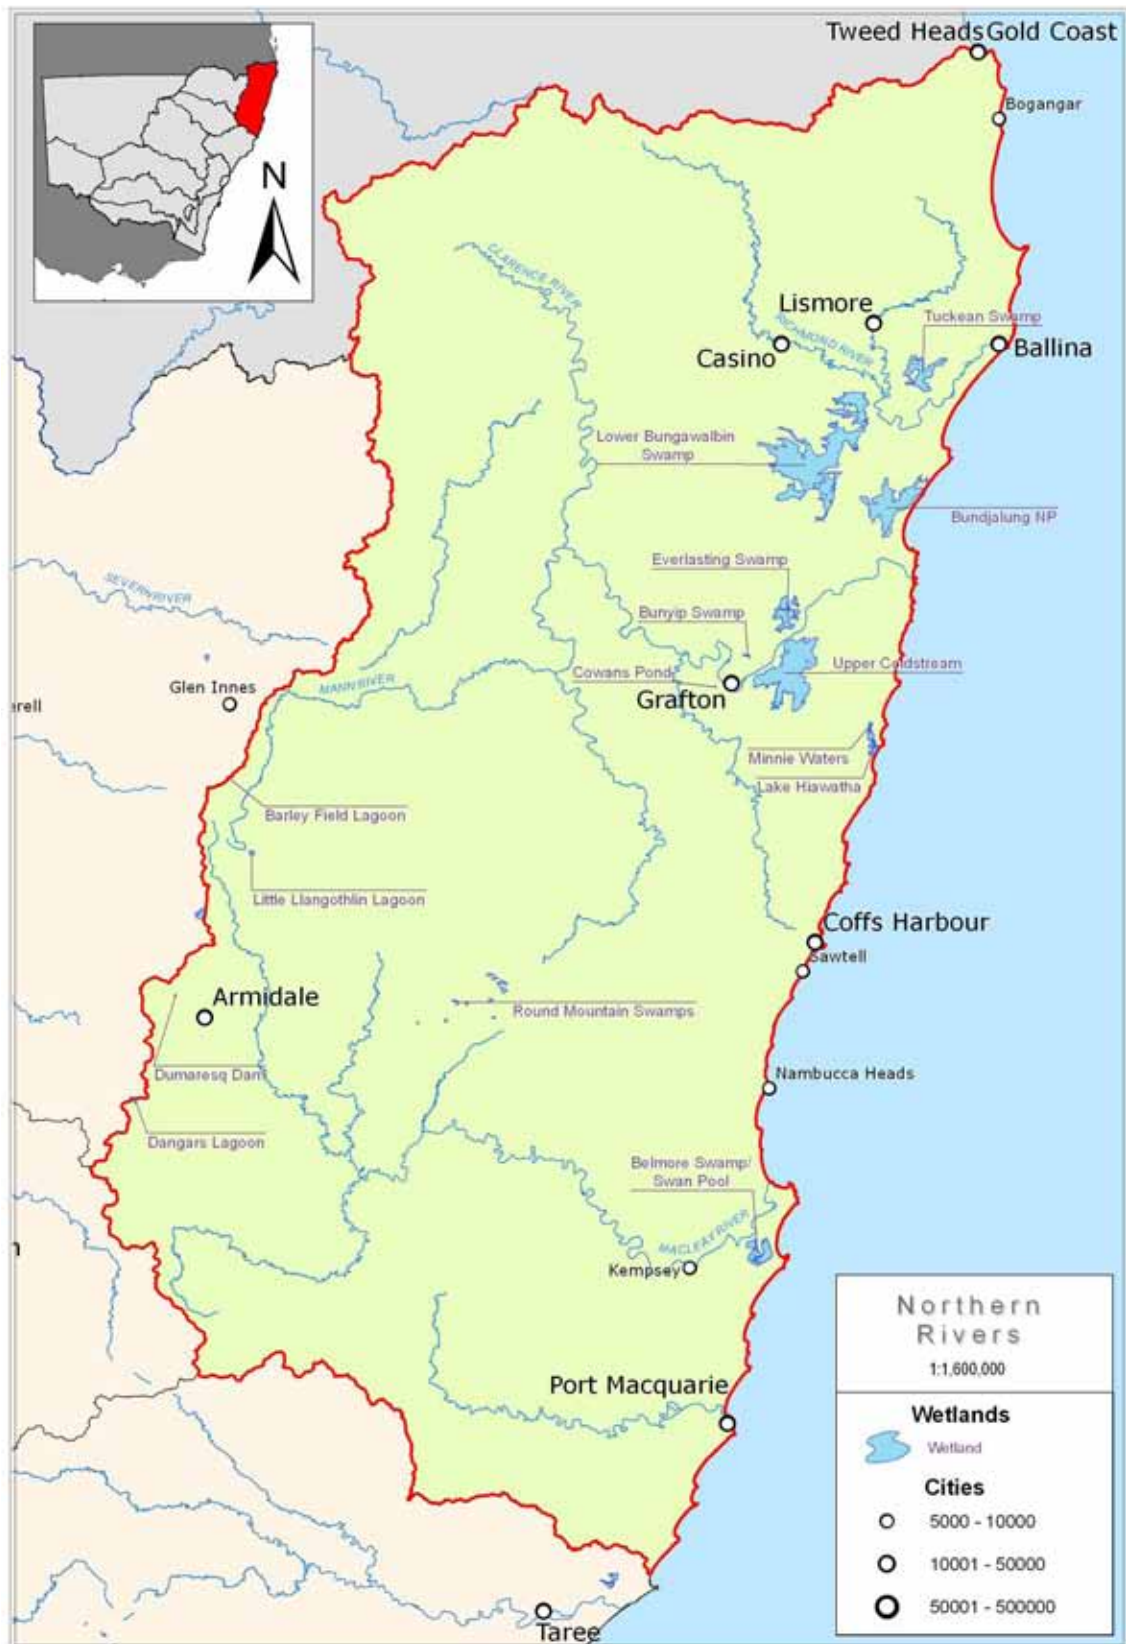 Tweed Heads Gold Coast
Bogangar
N
CLARENCE RIVER
Lismore
Tuckean Swamp
RICHMOND RIVER
Casino
Ballina
Lower Bungawalbin
Swamp
Bundjalung NP
Everlasting Swamp
SEVERN RIVER
Bunyip Swamp
Upper Coldstream
Cowans Pond
MANN RIVER
Glen Innes
Grafton
erell
Minnie Waters
Lake Hiawatha
Barley Field Lagoon
Little Llangothlin Lagoon
Coffs Harbour
Sawtell
Armidale
Round Mountain Swamps
Dumaresq Dam
Nambucca Heads
Dangars Lagoon
Belmore Swamp/
Swan Pool
MACLEAY RIVER
n
Kempsey
Port Macquarie
Taree
Northern
Rivers
1:1,600,000
Wetlands
Wetland
Cities
5000 - 10000
10001 - 50000
50001 - 500000